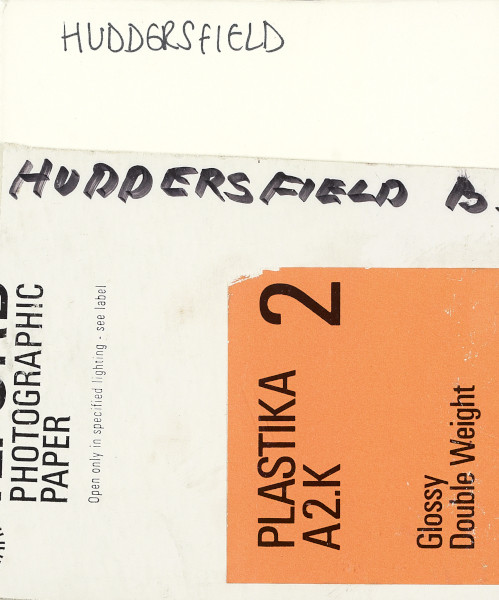 HUDDERSFIELD
HUDDERSFIELD B.
PHOTOGRAPHIC
PAPER
Open only in specified lighting - see label
PLASTIKA 2
A2.K
Glossy
Double Weight